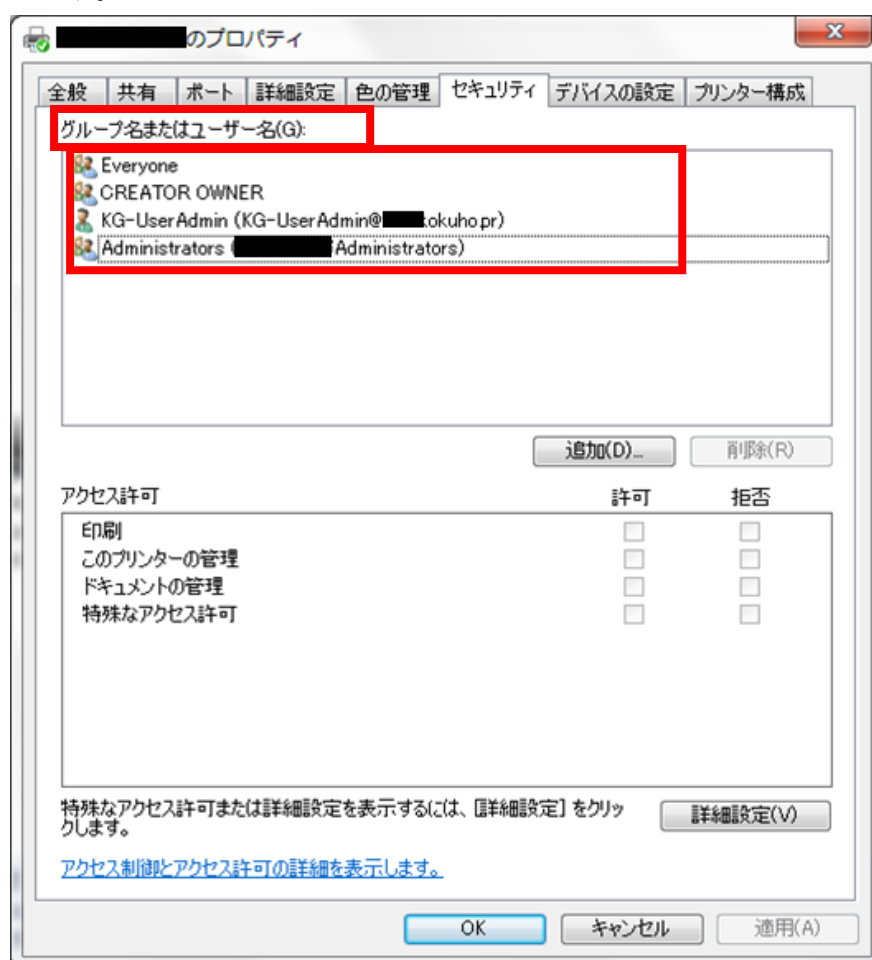 のプロパティ
全般 共有 ポート 詳細設定 色の管理 セキュリティ デバイスの設定 プリンター構成
グループ名またはユーザー名(G):
Everyone
CREATOR OWNER
KG-UserAdmin (KG-UserAdmin@ okuho.pr)
Administrators ( Administrators)
追加(D)... 削除(R)
アクセス許可 許可 拒否
印刷
このプリンターの管理
ドキュメントの管理
特殊なアクセス許可
特殊なアクセス許可または詳細設定を表示するには、[詳細設定] をクリッ
クします。
詳細設定(V)
アクセス制御とアクセス許可の詳細を表示します。
OK キャンセル 適用(A)